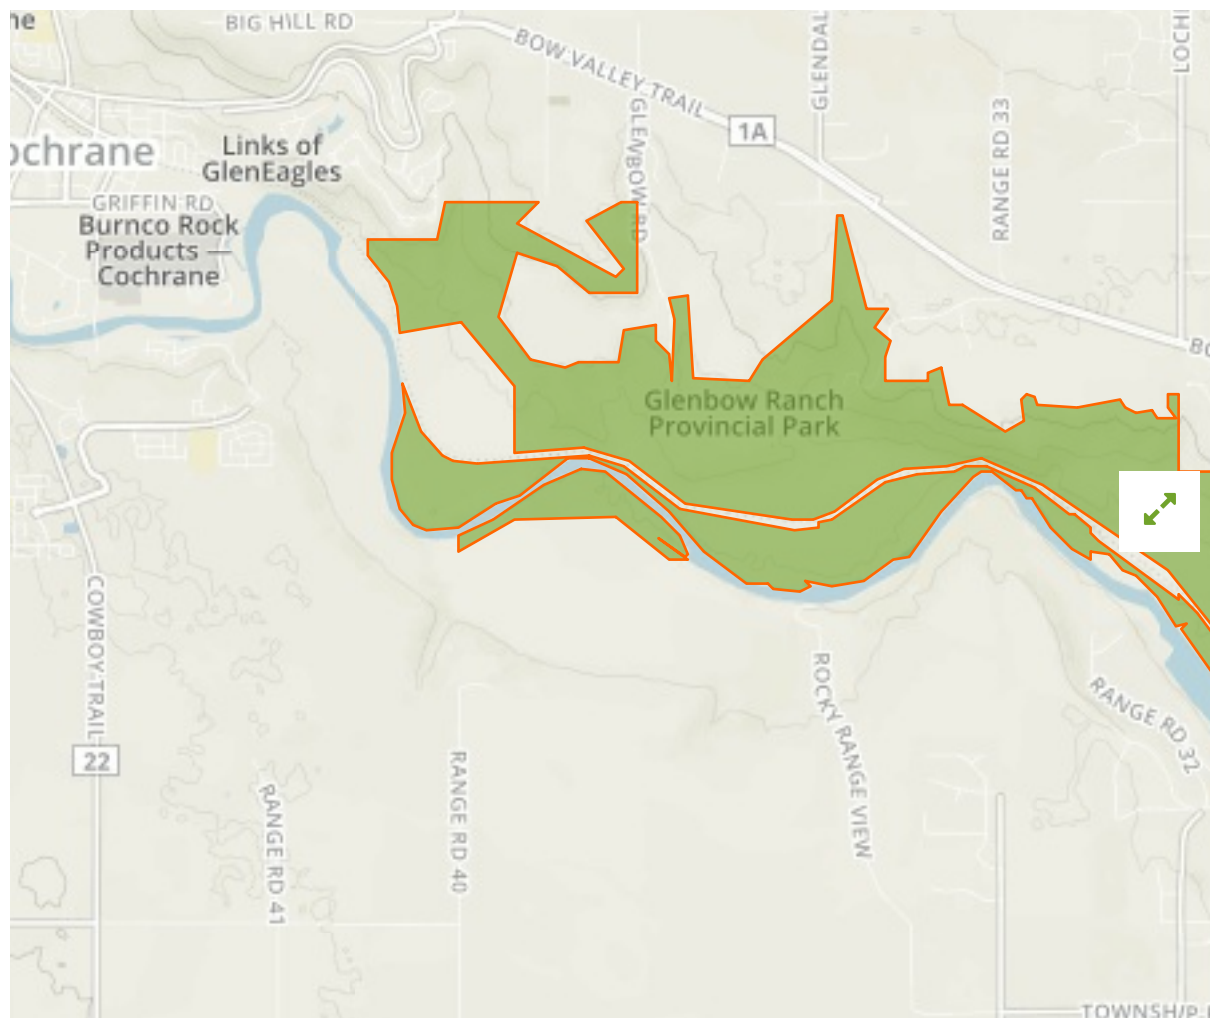 ne
BIG HILL RD
BOW VALLEY TRAIL
GLENDAL
LOCHI
1A
GLENBOW RD
RANGE RD 33
Links of
GlenEagles
ochrane
GRIFFIN RD
Burnco Rock
Products —
Cochrane
BO
Glenbow Ranch
Provincial Park
COWBOY TRAIL
22
RANGE RD 41
RANGE RD 40
ROCKY RANGE VIEW
RANGE RD 32
TOWNSHIP R